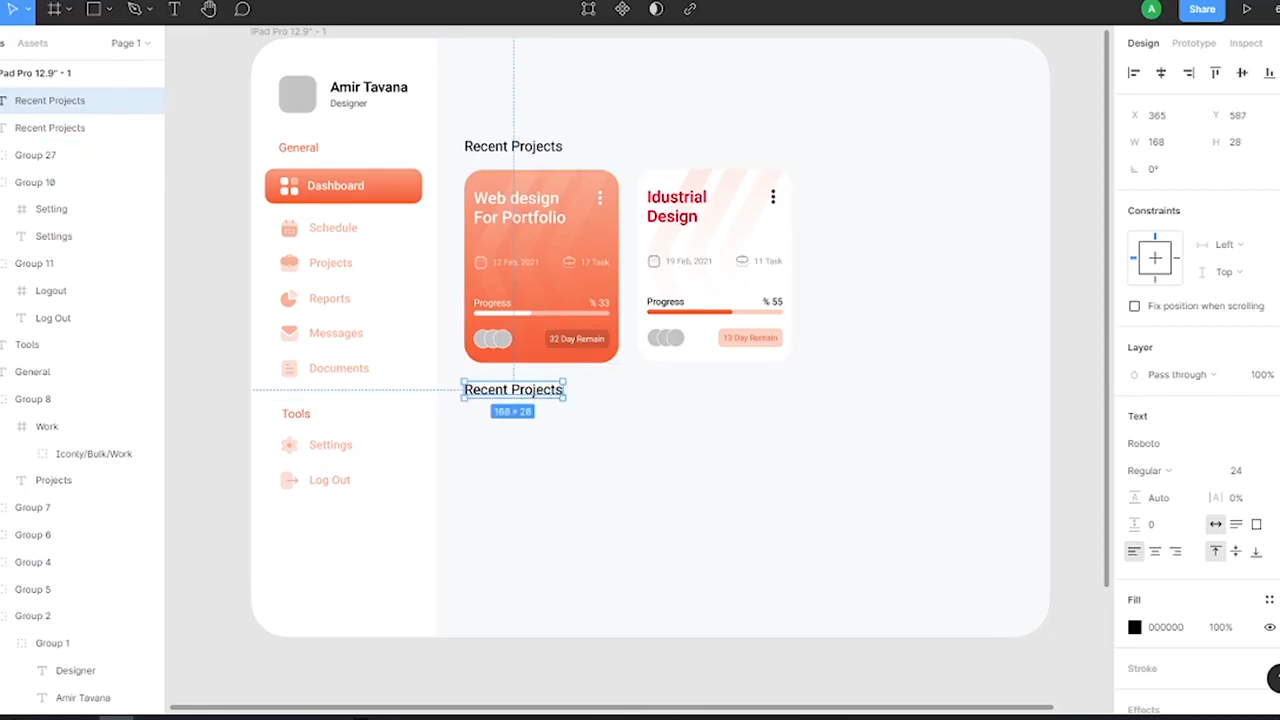 A
Share
s
Assets
Page 1
Pad Pro 12.9" - 1
Recent Projects
Recent Projects
Group 27
Group 10
Setting
Settings
Group 11
Logout
Log Out
Tools
General
Group 8
Work
Iconly/Bulk/Work
Projects
Group 7
Group 6
Group 4
Group 5
Group 2
Group 1
Designer
Amir Tavana
iPad Pro 12.9" - 1
Amir Tavana
Designer
General
Dashboard
Schedule
Projects
Reports
Messages
Documents
Tools
Settings
Log Out
Recent Projects
Web design
For Portfolio
12 Feb, 2021
17 Task
Progress
% 33
32 Day Remain
Idustrial
Design
19 Feb, 2021
11 Task
Progress
% 55
13 Day Remain
Recent Projects
168 × 28
Design
Prototype
Inspect
X 365
Y 587
W 168
H 28
0°
Constraints
Left
Top
Fix position when scrolling
Layer
Pass through
100%
Text
Roboto
Regular
24
Auto
0%
0
Fill
000000
100%
Stroke
Effects